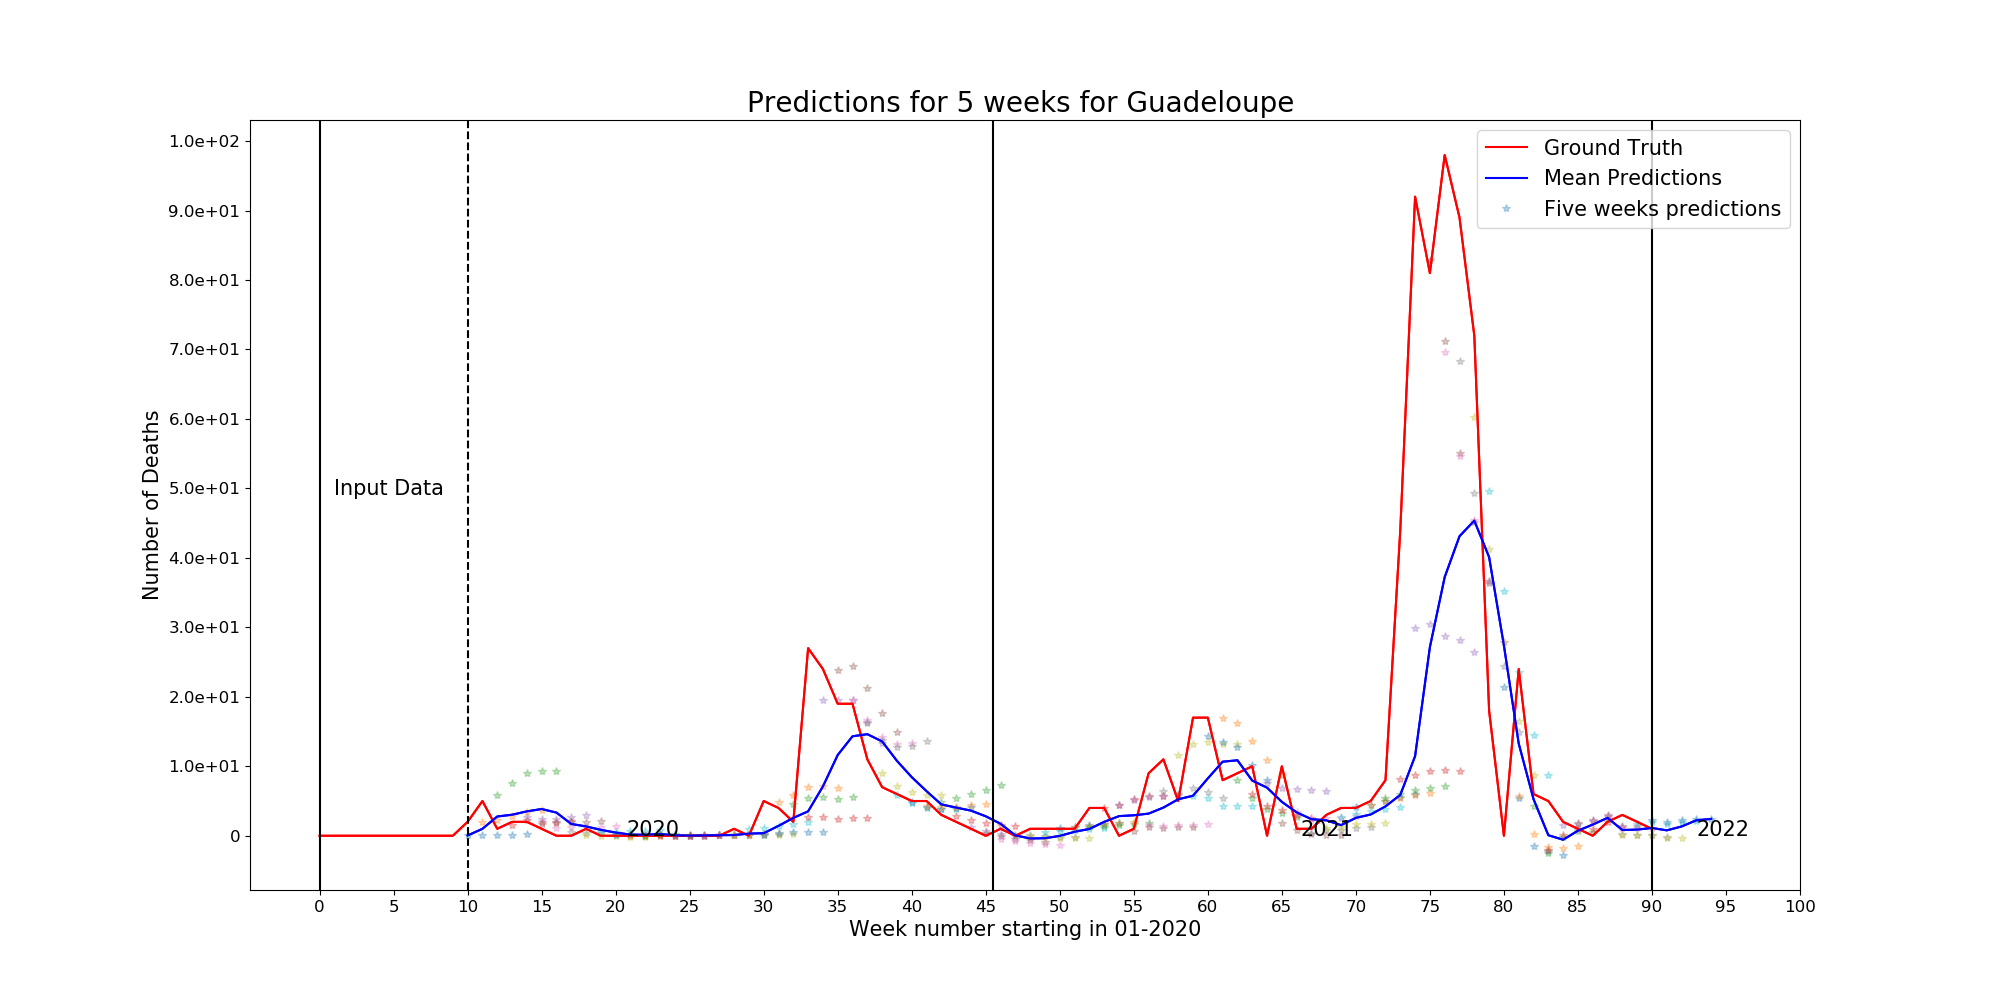 Predictions for 5 weeks for Guadeloupe
1.0e+02
9.0e+01
8.0e+01
7.0e+01
6.0e+01
5.0e+01
4.0e+01
3.0e+01
2.0e+01
1.0e+01
0
Number of Deaths
Ground Truth
Mean Predictions
Five weeks predictions
Input Data
2020
2021
2022
0 5 10 15 20 25 30 35 40 45 50 55 60 65 70 75 80 85 90 95 100
Week number starting in 01-2020